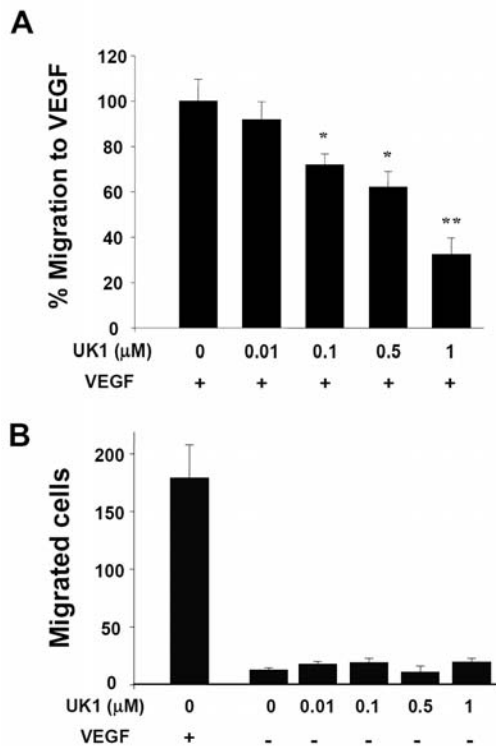 A
% Migration to VEGF
120
100
80
60
40
20
0
*
*
**
UK1 (μM) 0 0.01 0.1 0.5 1
VEGF + + + + +
B
Migrated cells
200
150
100
50
0
UK1 (μM) 0 0 0.01 0.1 0.5 1
VEGF + - - - - -